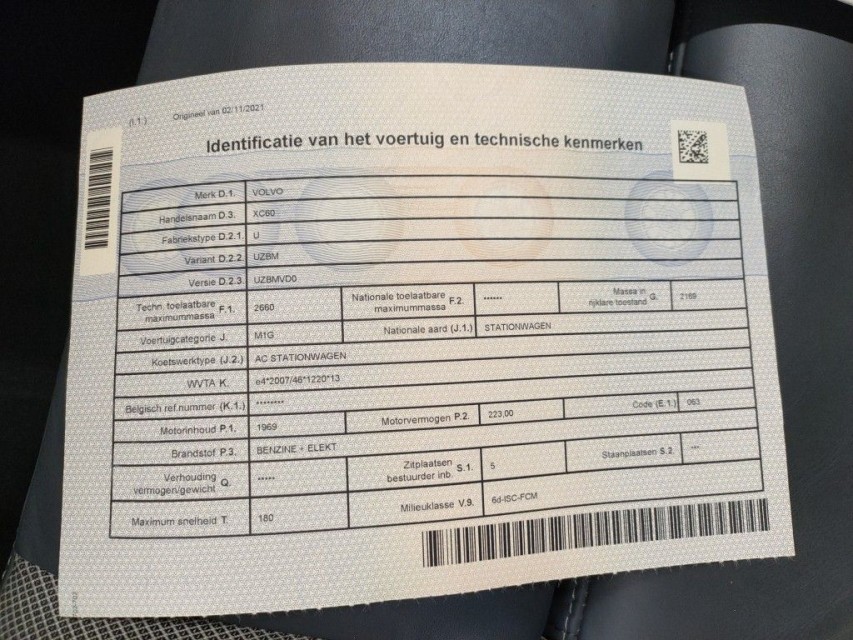 (I.1.) Origineel van 02/11/2021
Identificatie van het voertuig en technische kenmerken
Merk D.1. VOLVO
Handelsnaam D.3. XC60
Fabriekstype D.2.1. U
Variant D.2.2. UZBM
Versie D.2.3. UZBMVD0
Techn. toelaatbare maximummassa F.1. 2660 Nationale toelaatbare maximummassa F.2. ****** Massa in rijklare toestand G. 2169
Voertuigcategorie J. M1G Nationale aard (J.1.) STATIONWAGEN
Koetswerktype (J.2.) AC STATIONWAGEN
WVTA K. e4*2007/46*1220*13
Belgisch ref.nummer (K.1.) ********
Motorinhoud P.1. 1969 Motorvermogen P.2. 223,00 Code (E.1.) 063
Brandstof P.3. BENZINE + ELEKT
Verhouding vermogen/gewicht Q. ***** Zitplaatsen bestuurder inb. S.1. 5 Staanplaatsen S.2. ***
Maximum snelheid T. 180 Milieuklasse V.9. 6d-ISC-FCM